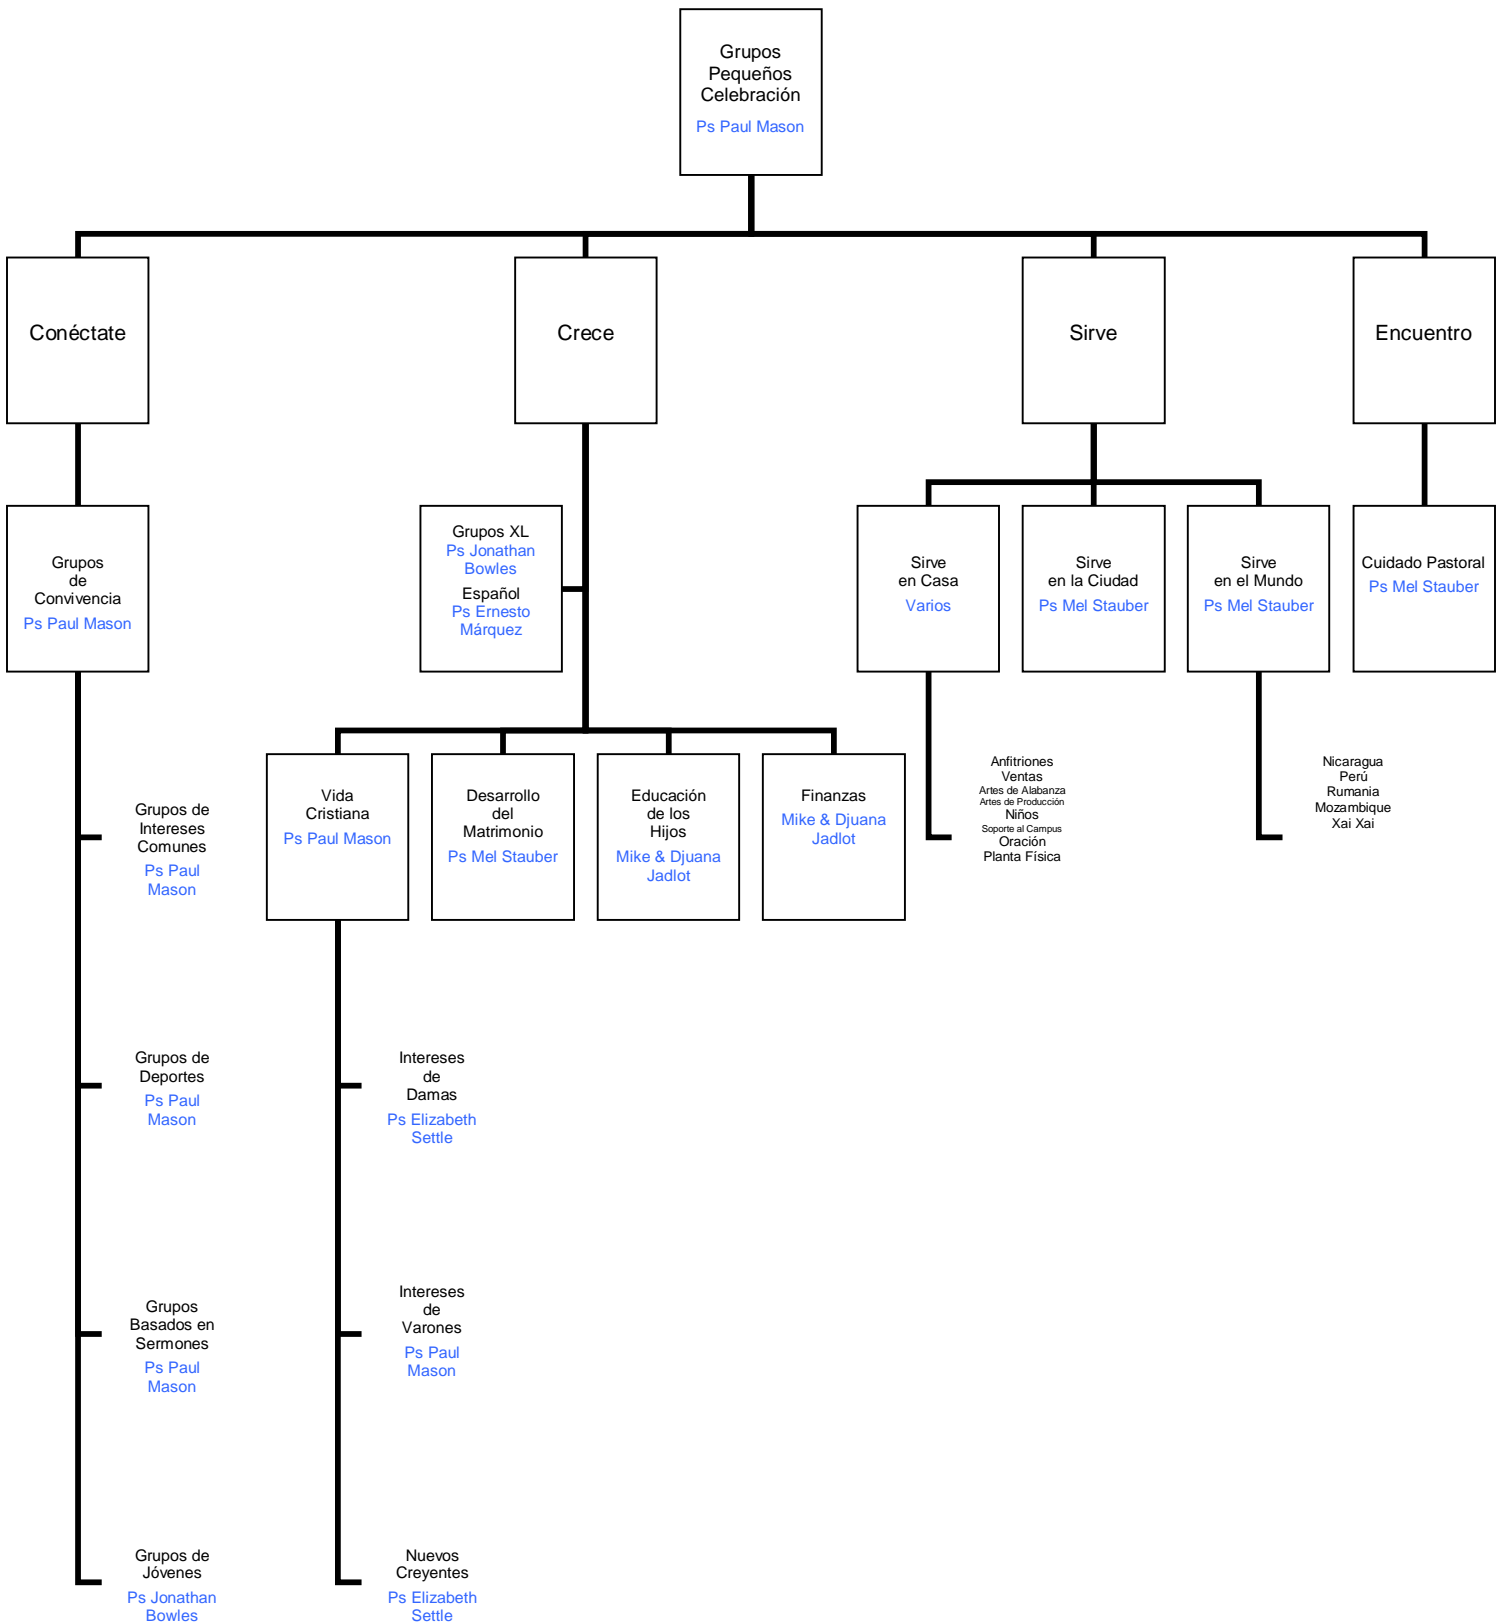 Grupos
Pequeños
Celebración
Ps Paul Mason
Conéctate
Crece
Sirve
Encuentro
Grupos
de
Convivencia
Ps Paul Mason
Grupos XL
Ps Jonathan
Bowles
Español
Ps Ernesto
Márquez
Sirve
en Casa
Varios
Sirve
en la Ciudad
Ps Mel Stauber
Sirve
en el Mundo
Ps Mel Stauber
Cuidado Pastoral
Ps Mel Stauber
Grupos de
Intereses
Comunes
Ps Paul
Mason
Vida
Cristiana
Ps Paul Mason
Desarrollo
del
Matrimonio
Ps Mel Stauber
Educación
de los
Hijos
Mike & Djuana
Jadlot
Finanzas
Mike & Djuana
Jadlot
Anfitriones
Ventas
Artes de Alabanza
Artes de Producción
Niños
Soporte al Campus
Oración
Planta Física
Nicaragua
Perú
Rumania
Mozambique
Xai Xai
Grupos de
Deportes
Ps Paul
Mason
Intereses
de
Damas
Ps Elizabeth
Settle
Grupos
Basados en
Sermones
Ps Paul
Mason
Intereses
de
Varones
Ps Paul
Mason
Grupos de
Jóvenes
Ps Jonathan
Bowles
Nuevos
Creyentes
Ps Elizabeth
Settle